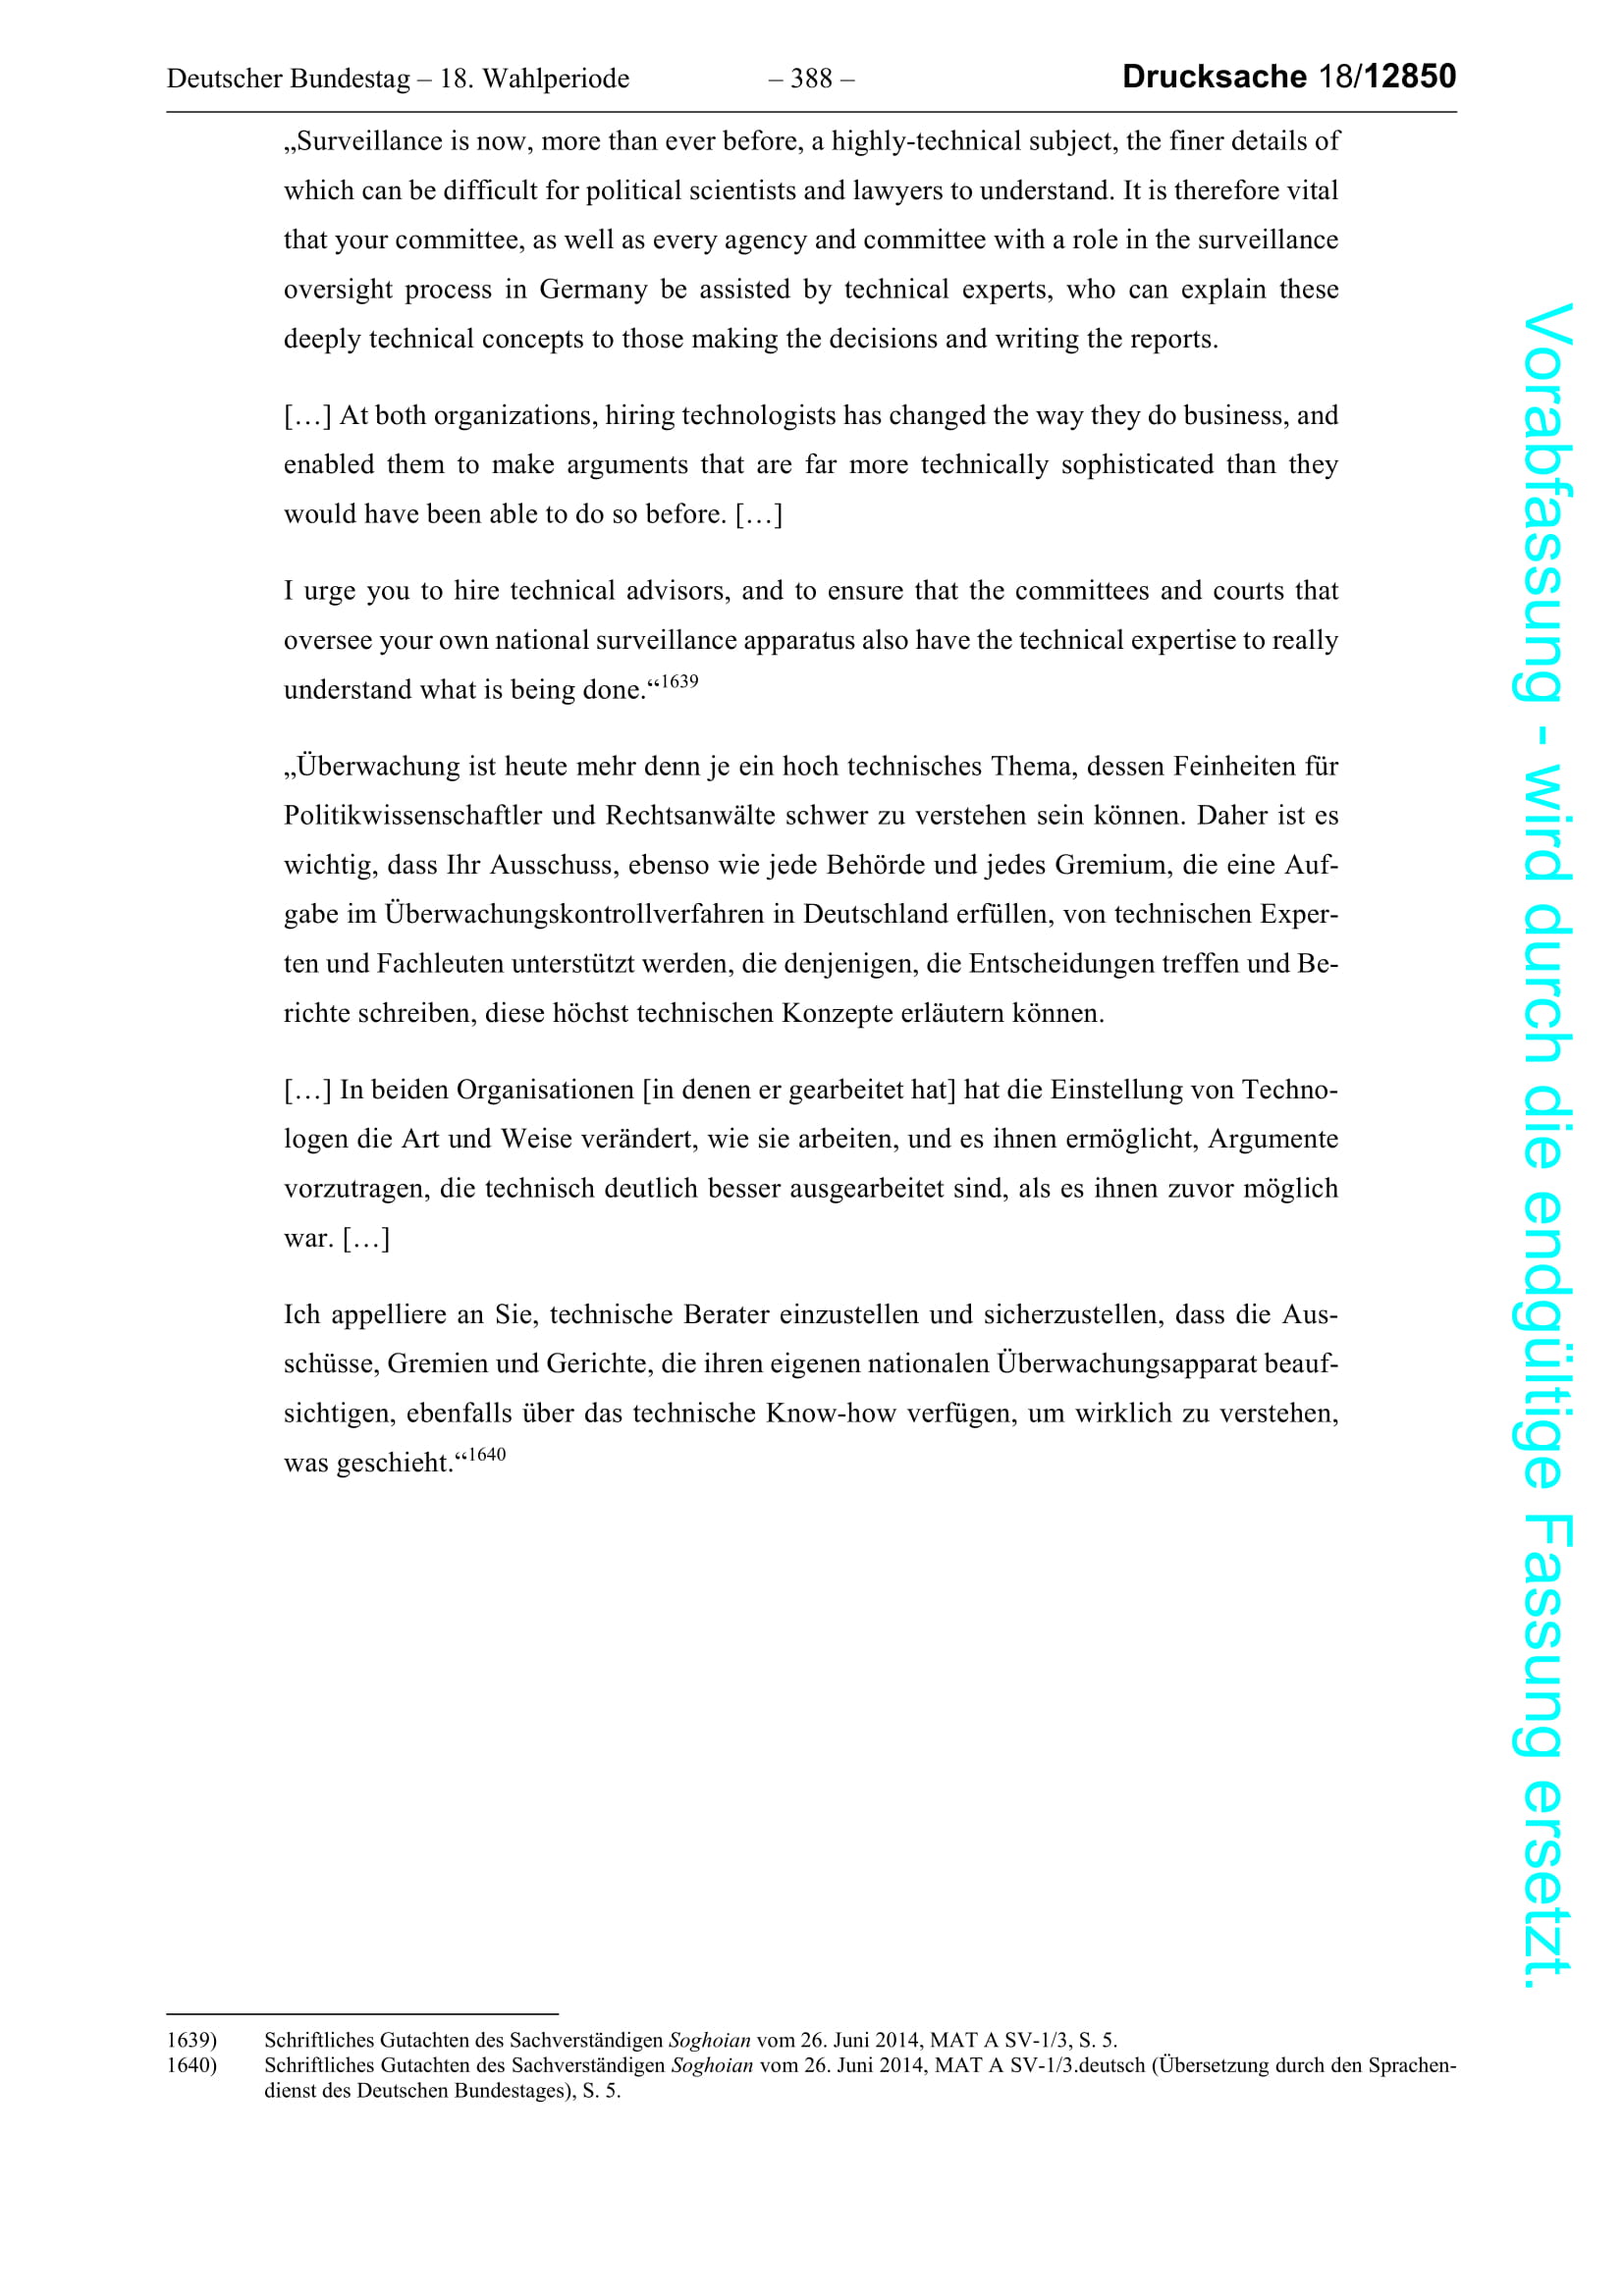 Deutscher Bundestag – 18. Wahlperiode – 388 – Drucksache 18/12850
„Surveillance is now, more than ever before, a highly-technical subject, the finer details of
which can be difficult for political scientists and lawyers to understand. It is therefore vital
that your committee, as well as every agency and committee with a role in the surveillance
oversight process in Germany be assisted by technical experts, who can explain these
deeply technical concepts to those making the decisions and writing the reports.
[…] At both organizations, hiring technologists has changed the way they do business, and
enabled them to make arguments that are far more technically sophisticated than they
would have been able to do so before. […]
I urge you to hire technical advisors, and to ensure that the committees and courts that
oversee your own national surveillance apparatus also have the technical expertise to really
understand what is being done.“1639
„Überwachung ist heute mehr denn je ein hoch technisches Thema, dessen Feinheiten für
Politikwissenschaftler und Rechtsanwälte schwer zu verstehen sein können. Daher ist es
wichtig, dass Ihr Ausschuss, ebenso wie jede Behörde und jedes Gremium, die eine Auf-
gabe im Überwachungskontrollverfahren in Deutschland erfüllen, von technischen Exper-
ten und Fachleuten unterstützt werden, die denjenigen, die Entscheidungen treffen und Be-
richte schreiben, diese höchst technischen Konzepte erläutern können.
[…] In beiden Organisationen [in denen er gearbeitet hat] hat die Einstellung von Techno-
logen die Art und Weise verändert, wie sie arbeiten, und es ihnen ermöglicht, Argumente
vorzutragen, die technisch deutlich besser ausgearbeitet sind, als es ihnen zuvor möglich
war. […]
Ich appelliere an Sie, technische Berater einzustellen und sicherzustellen, dass die Aus-
schüsse, Gremien und Gerichte, die ihren eigenen nationalen Überwachungsapparat beauf-
sichtigen, ebenfalls über das technische Know-how verfügen, um wirklich zu verstehen,
was geschieht.“1640
1639) Schriftliches Gutachten des Sachverständigen Soghoian vom 26. Juni 2014, MAT A SV-1/3, S. 5.
1640) Schriftliches Gutachten des Sachverständigen Soghoian vom 26. Juni 2014, MAT A SV-1/3.deutsch (Übersetzung durch den Sprachen-
dienst des Deutschen Bundestages), S. 5.
Vorabfassung - wird durch die endgültige Fassung ersetzt.